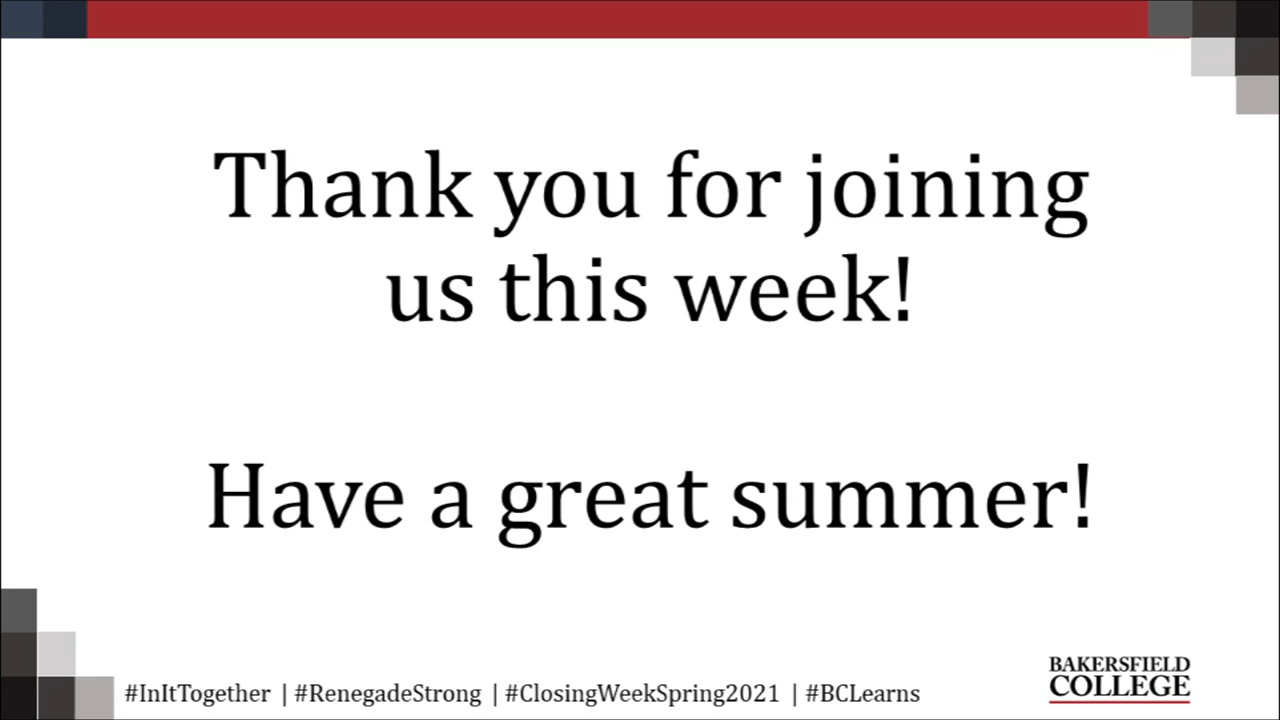 Thank you for joining
us this week!
Have a great summer!
#InItTogether | #RenegadeStrong | #ClosingWeekSpring2021 | #BCLearns
BAKERSFIELD
COLLEGE